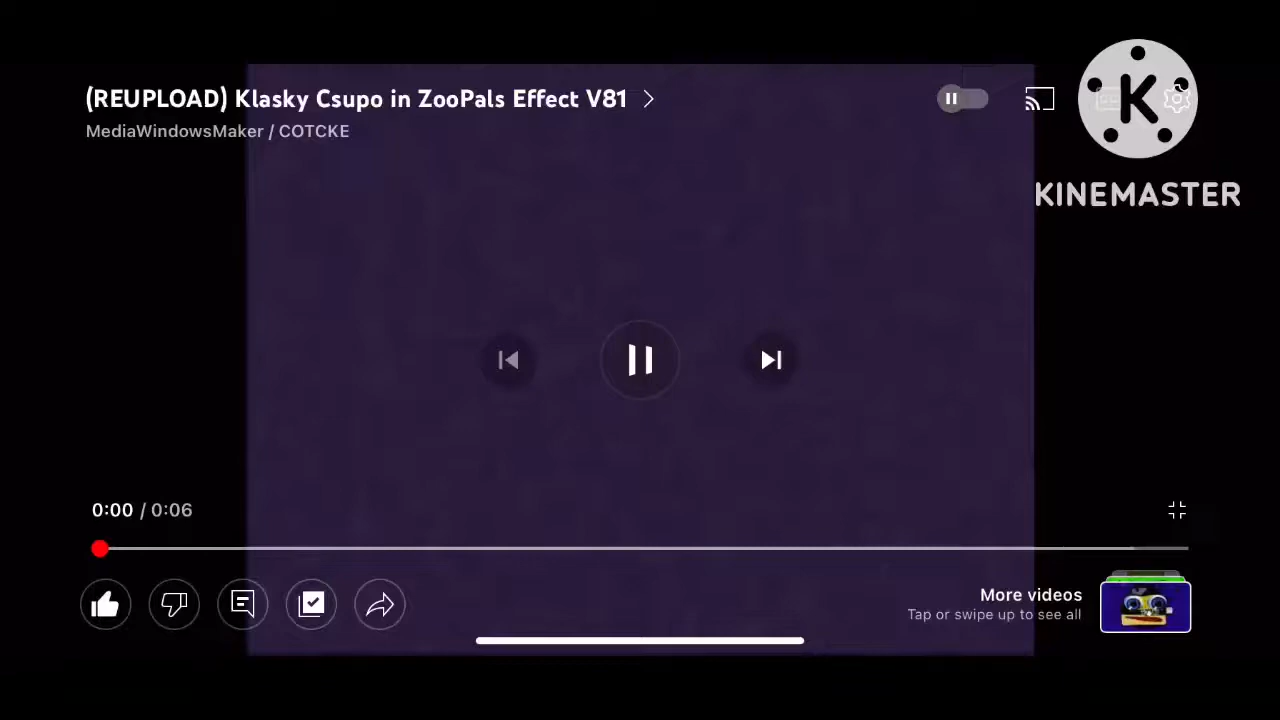 (REUPLOAD) Klasky Csupo in ZooPals Effect V81
MediaWindowsMaker / COTCKE
K
KINEMASTER
0:00 / 0:06
More videos
Tap or swipe up to see all